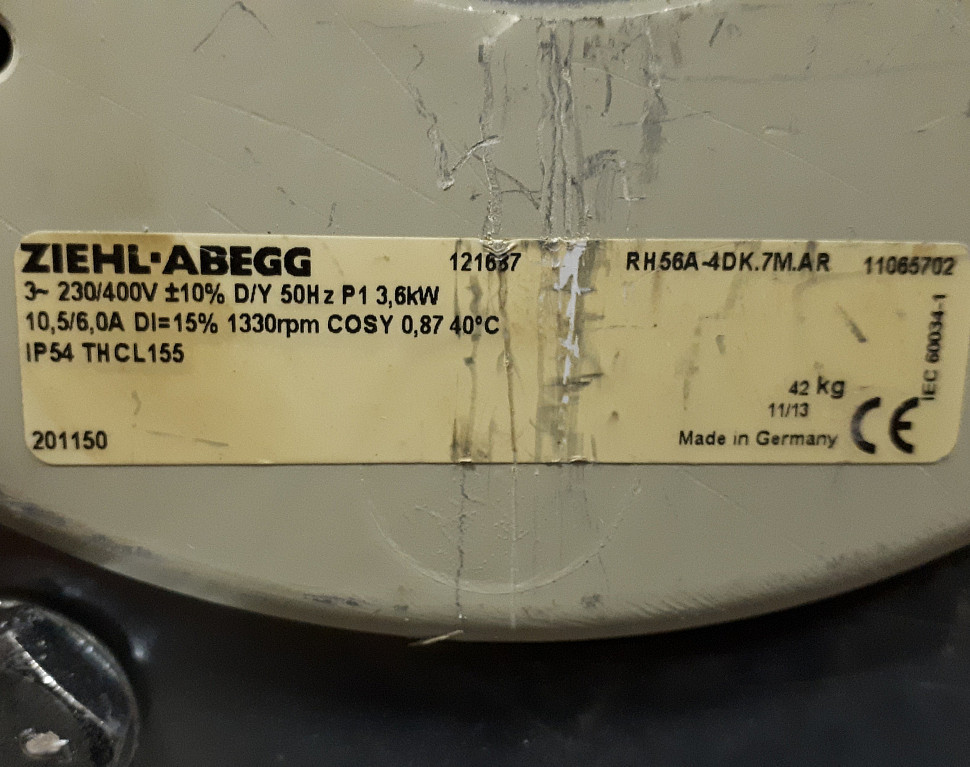 ZIEHL-ABEGG 121687 RH56A-4DK.7M.AR 11065702
3~ 230/400V ±10% D/Y 50Hz P1 3,6kW
10,5/6,0A DI=15% 1330rpm COSY 0,87 40°C
IP54 THCL155
IEC 60034-1
42 kg
11/13
201150 Made in Germany CE